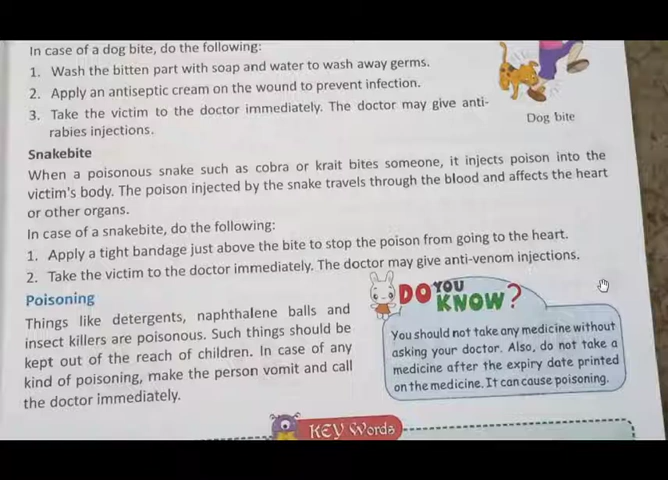 In case of a dog bite, do the following:
1. Wash the bitten part with soap and water to wash away germs.
2. Apply an antiseptic cream on the wound to prevent infection.
3. Take the victim to the doctor immediately. The doctor may give anti-
rabies injections.
Dog bite
Snakebite
When a poisonous snake such as cobra or krait bites someone, it injects poison into the
victim's body. The poison injected by the snake travels through the blood and affects the heart
or other organs.
In case of a snakebite, do the following:
1. Apply a tight bandage just above the bite to stop the poison from going to the heart.
2. Take the victim to the doctor immediately. The doctor may give anti-venom injections.
Poisoning
Things like detergents, naphthalene balls and
insect killers are poisonous. Such things should be
kept out of the reach of children. In case of any
kind of poisoning, make the person vomit and call
the doctor immediately.
DO YOU
KNOW?
You should not take any medicine without
asking your doctor. Also, do not take a
medicine after the expiry date printed
on the medicine. It can cause poisoning.
KEY Words